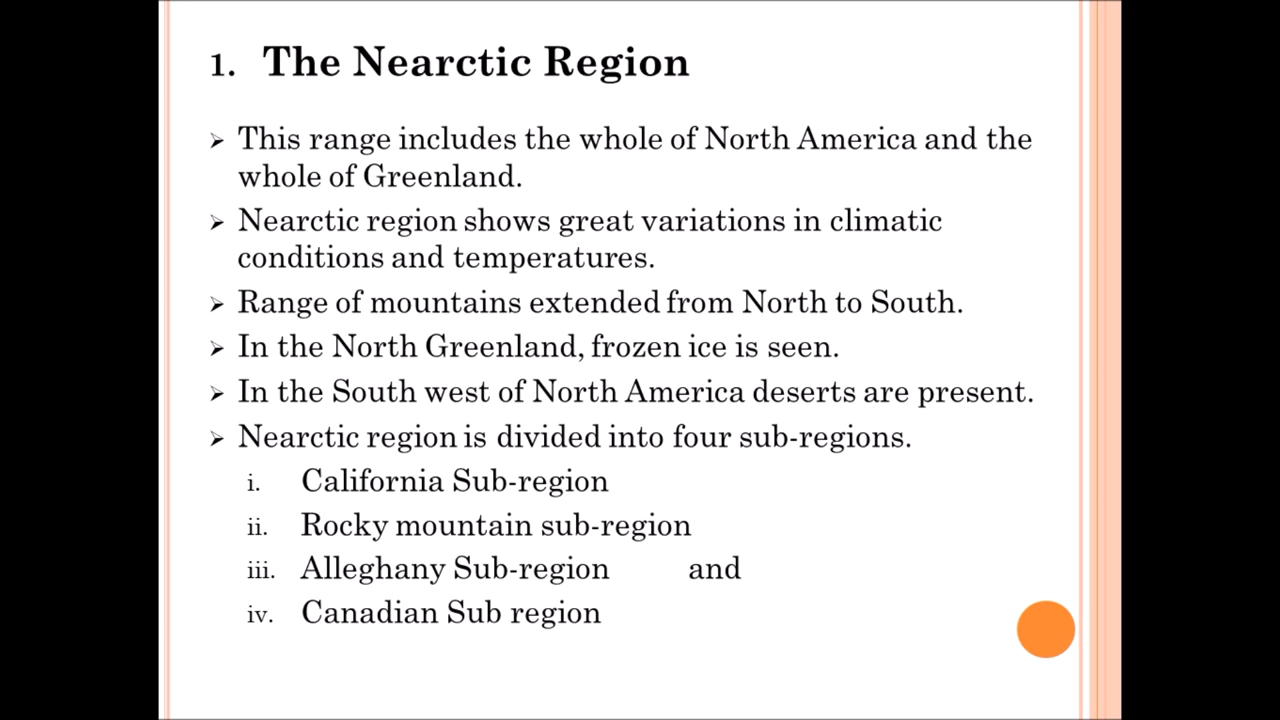 1. The Nearctic Region
➢ This range includes the whole of North America and the
whole of Greenland.
➢ Nearctic region shows great variations in climatic
conditions and temperatures.
➢ Range of mountains extended from North to South.
➢ In the North Greenland, frozen ice is seen.
➢ In the South west of North America deserts are present.
➢ Nearctic region is divided into four sub-regions.
i. California Sub-region
ii. Rocky mountain sub-region
iii. Alleghany Sub-region and
iv. Canadian Sub region